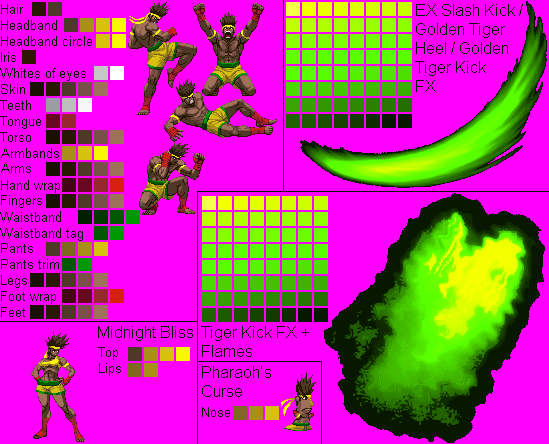 Hair
Headband
Headband circle
Iris
Whites of eyes
Skin
Teeth
Tongue
Torso
Armbands
Arms
Hand wrap
Fingers
Waistband
Waistband tag
Pants
Pants trim
Legs
Foot wrap
Feet
EX Slash Kick /
Golden Tiger
Heel / Golden
Tiger Kick
FX
Midnight Bliss
Top
Lips
Tiger Kick FX +
Flames
Pharaoh's
Curse
Nose